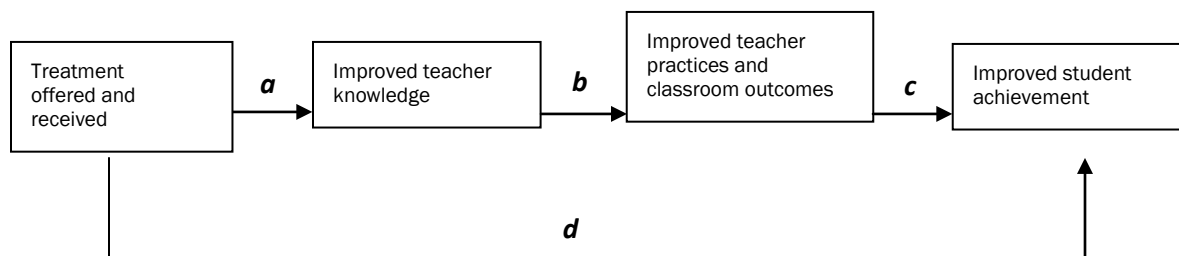 Treatment
offered and
received
a
Improved teacher
knowledge
b
Improved teacher
practices and
classroom outcomes
c
Improved student
achievement
d